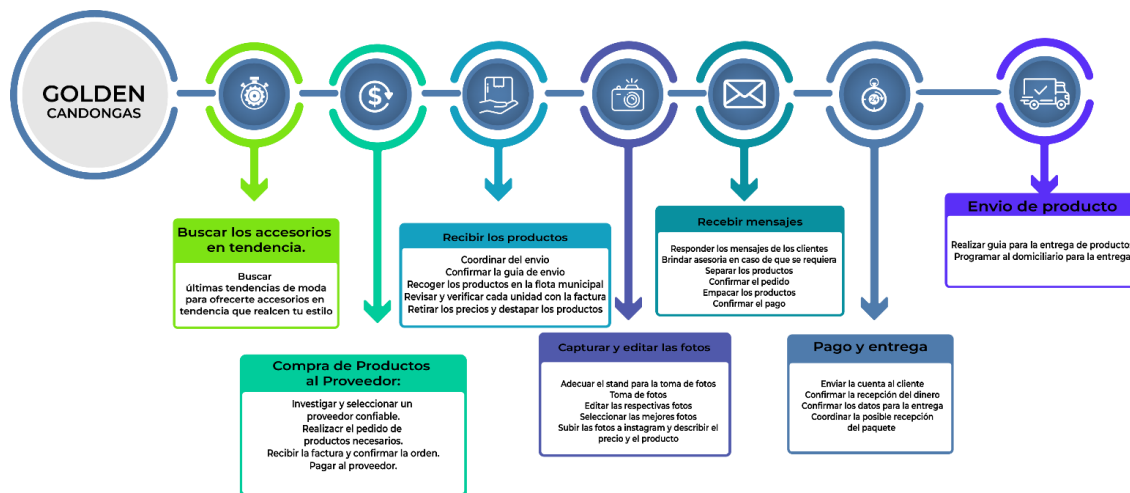 GOLDEN
CANDONGAS
$
24
Buscar los accesorios
en tendencia.
Buscar
últimas tendencias de moda
para ofrecerte accesorios en
tendencia que realcen tu estilo
Compra de Productos
al Proveedor:
Investigar y seleccionar un
proveedor confiable.
Realizacr el pedido de
productos necesarios.
Recibir la factura y confirmar la orden.
Pagar al proveedor.
Recibir los productos
Coordinar del envio
Confirmar la guia de envio
Recoger los productos en la flota municipal
Revisar y verificar cada unidad con la factura
Retirar los precios y destapar los productos
Capturar y editar las fotos
Adecuar el stand para la toma de fotos
Toma de fotos
Editar las respectivas fotos
Seleccionar las mejores fotos
Subir las fotos a instagram y describir el
precio y el producto
Recebir mensajes
Responder los mensajes de los clientes
Brindar asesoria en caso de que se requiera
Separar los productos
Confirmar el pedido
Empacar los productos
Confirmar el pago
Pago y entrega
Enviar la cuenta al cliente
Confirmar la recepción del dinero
Confirmar los datos para la entrega
Coordinar la posible recepción
del paquete
Envio de producto
Realizar guia para la entrega de productos
Programar al domiciliario para la entrega